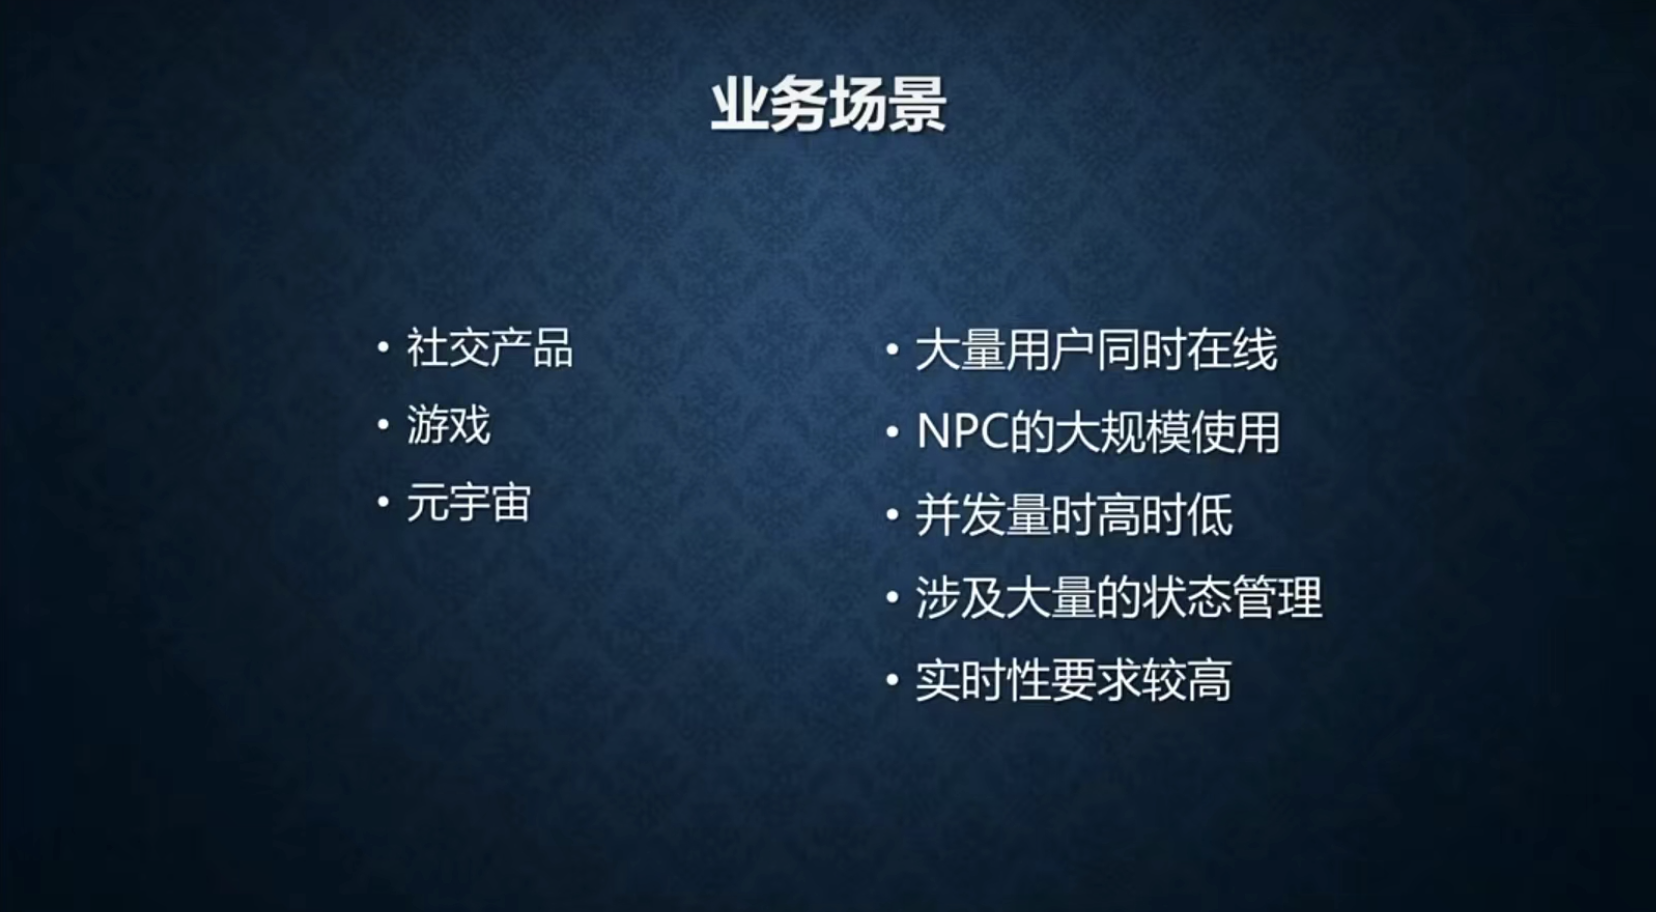 业务场景
• 社交产品
• 游戏
• 元宇宙
• 大量用户同时在线
• NPC的大规模使用
• 并发量时高时低
• 涉及大量的状态管理
• 实时性要求较高